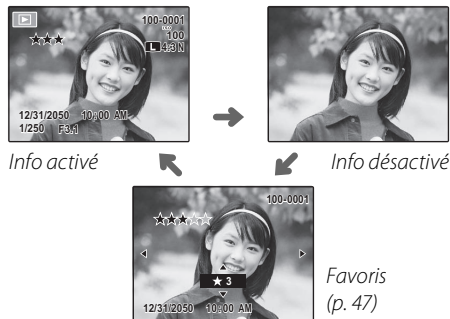 100-0001
100
★★★
L 4:3 N
12/31/2050 10:00 AM
1/250 F3.1
Info activé
Info désactivé
100-0001
★★★☆☆
★ 3
12/31/2050 10:00 AM
Favoris
(p. 47)